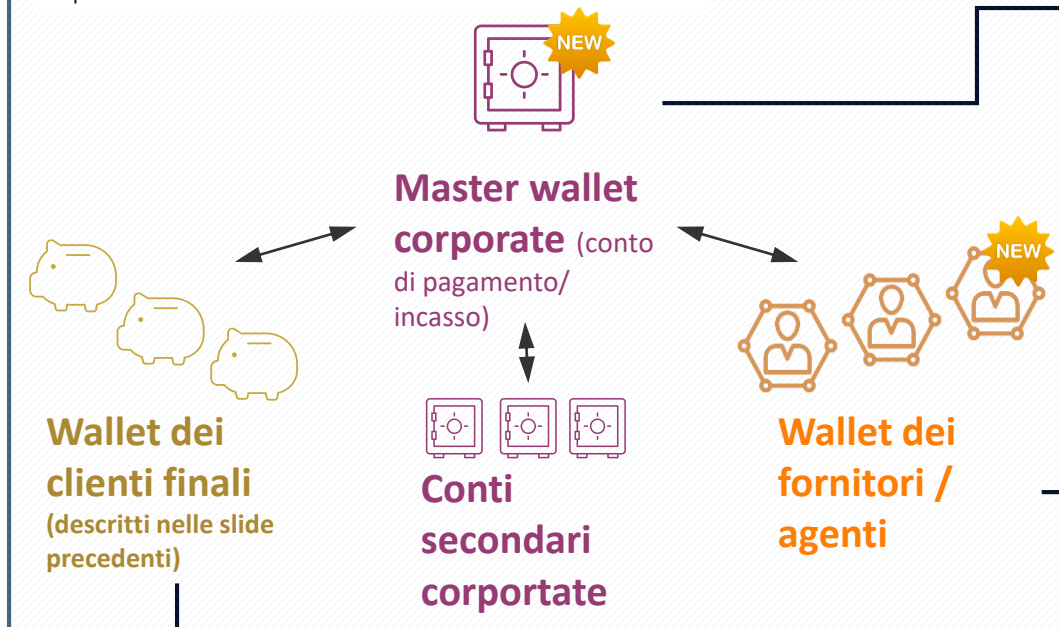 NEW
Master wallet
corporate (conto
di pagamento/
incasso)
NEW
Wallet dei
clienti finali
(descritti nelle slide
precedenti)
Conti
secondari
corportate
Wallet dei
fornitori /
agenti